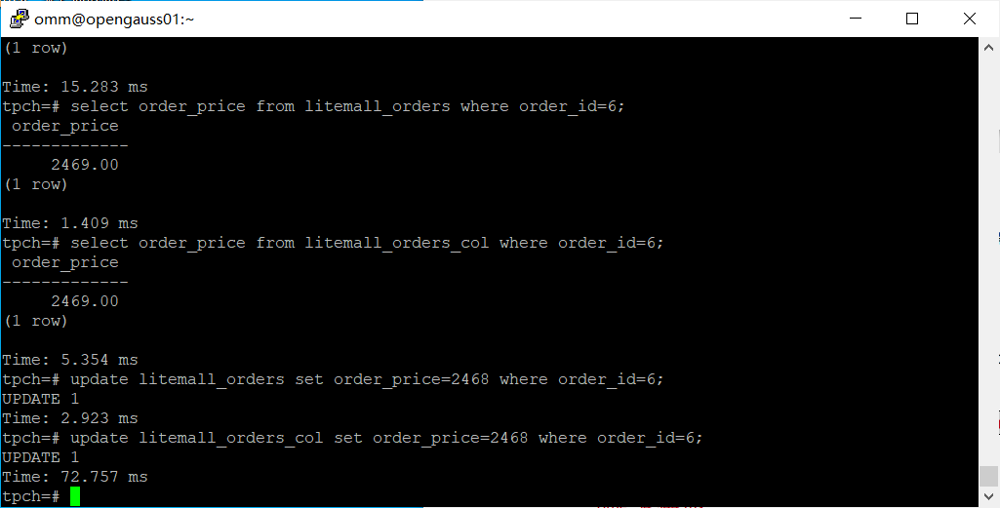 omm@opengauss01:~
(1 row)
Time: 15.283 ms
tpch=# select order_price from litemall_orders where order_id=6;
order_price
-------------
2469.00
(1 row)
Time: 1.409 ms
tpch=# select order_price from litemall_orders_col where order_id=6;
order_price
-------------
2469.00
(1 row)
Time: 5.354 ms
tpch=# update litemall_orders set order_price=2468 where order_id=6;
UPDATE 1
Time: 2.923 ms
tpch=# update litemall_orders_col set order_price=2468 where order_id=6;
UPDATE 1
Time: 72.757 ms
tpch=#